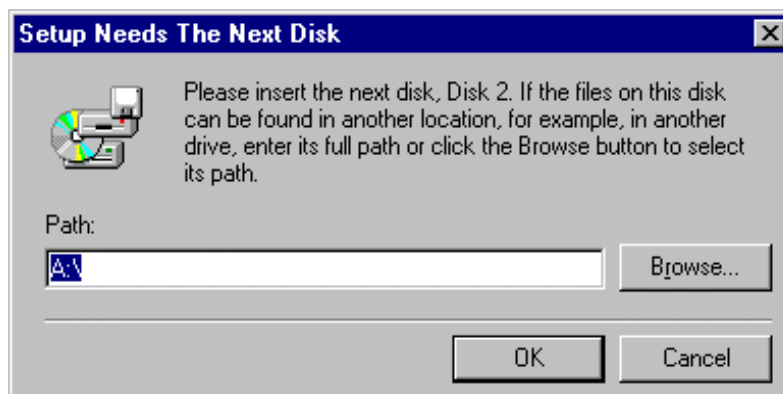 Setup Needs The Next Disk
Please insert the next disk, Disk 2. If the files on this disk
can be found in another location, for example, in another
drive, enter its full path or click the Browse button to select
its path.
Path:
A:\
Browse...
OK
Cancel